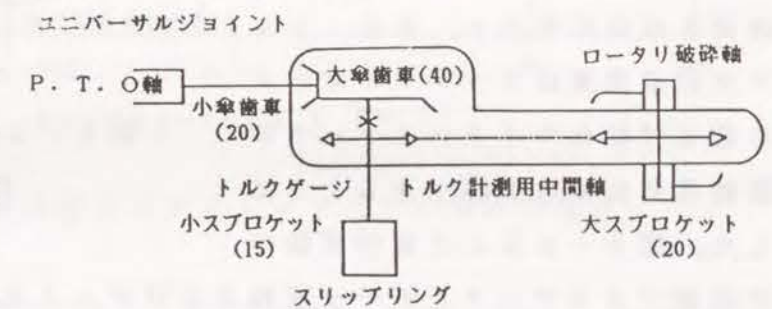 ユニバーサルジョイント
P．T．O軸
小傘歯車
(20)
大傘歯車(40)
ロータリ破砕軸
トルクゲージ
トルク計測用中間軸
小スプロケット
(15)
大スプロケット
(20)
スリップリング